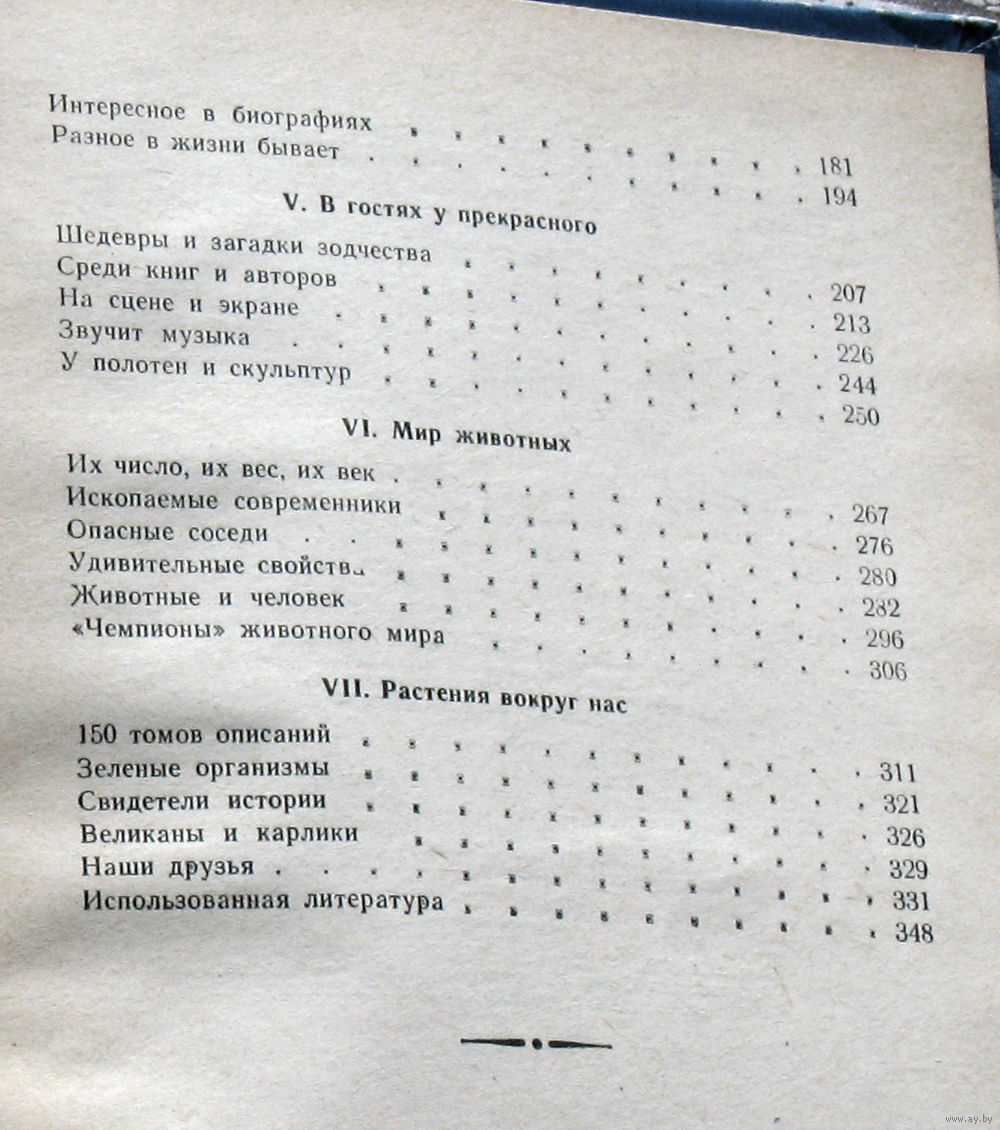 Интересное в биографиях . . . . . . . . . . 181
Разное в жизни бывает . . . . . . . . . . . 194
V. В гостях у прекрасного
Шедевры и загадки зодчества . . . . . . . . . 207
Среди книг и авторов . . . . . . . . . . . 213
На сцене и экране . . . . . . . . . . . . 226
Звучит музыка . . . . . . . . . . . . . 244
У полотен и скульптур . . . . . . . . . . . 250
VI. Мир животных
Их число, их вес, их век . . . . . . . . . . . 267
Ископаемые современники . . . . . . . . . . 276
Опасные соседи . . . . . . . . . . . . . 280
Удивительные свойства . . . . . . . . . . . 282
Животные и человек . . . . . . . . . . . 296
«Чемпионы» животного мира . . . . . . . . . 306
VII. Растения вокруг нас
150 томов описаний . . . . . . . . . . . . 311
Зеленые организмы . . . . . . . . . . . . 321
Свидетели истории . . . . . . . . . . . . 326
Великаны и карлики . . . . . . . . . . . 329
Наши друзья . . . . . . . . . . . . . . 331
Использованная литература . . . . . . . . . . 348
www.ay.by